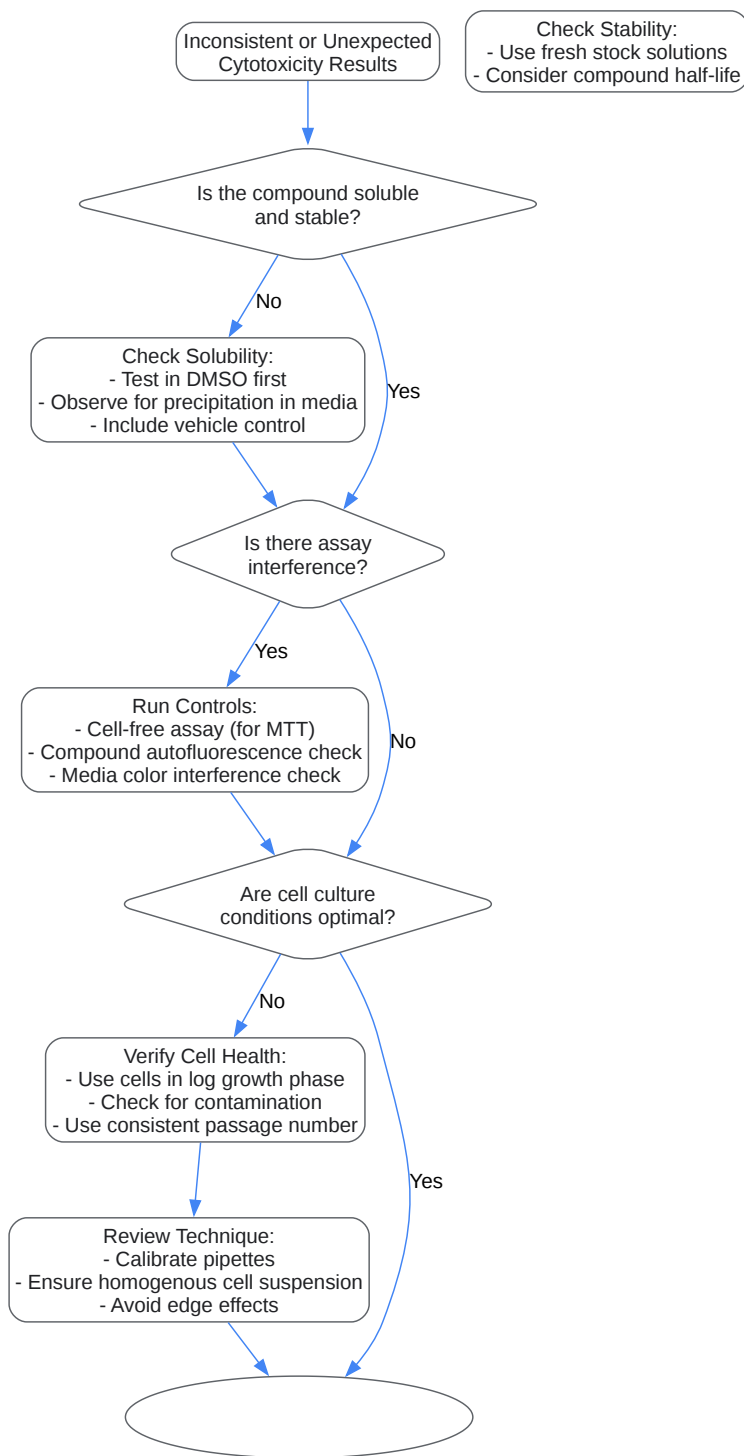 Inconsistent or Unexpected
Cytotoxicity Results
Check Stability:
- Use fresh stock solutions
- Consider compound half-life
Is the compound soluble
and stable?
No
Yes
Check Solubility:
- Test in DMSO first
- Observe for precipitation in media
- Include vehicle control
Is there assay
interference?
Yes
No
Run Controls:
- Cell-free assay (for MTT)
- Compound autofluorescence check
- Media color interference check
Are cell culture
conditions optimal?
No
Yes
Verify Cell Health:
- Use cells in log growth phase
- Check for contamination
- Use consistent passage number
Review Technique:
- Calibrate pipettes
- Ensure homogenous cell suspension
- Avoid edge effects